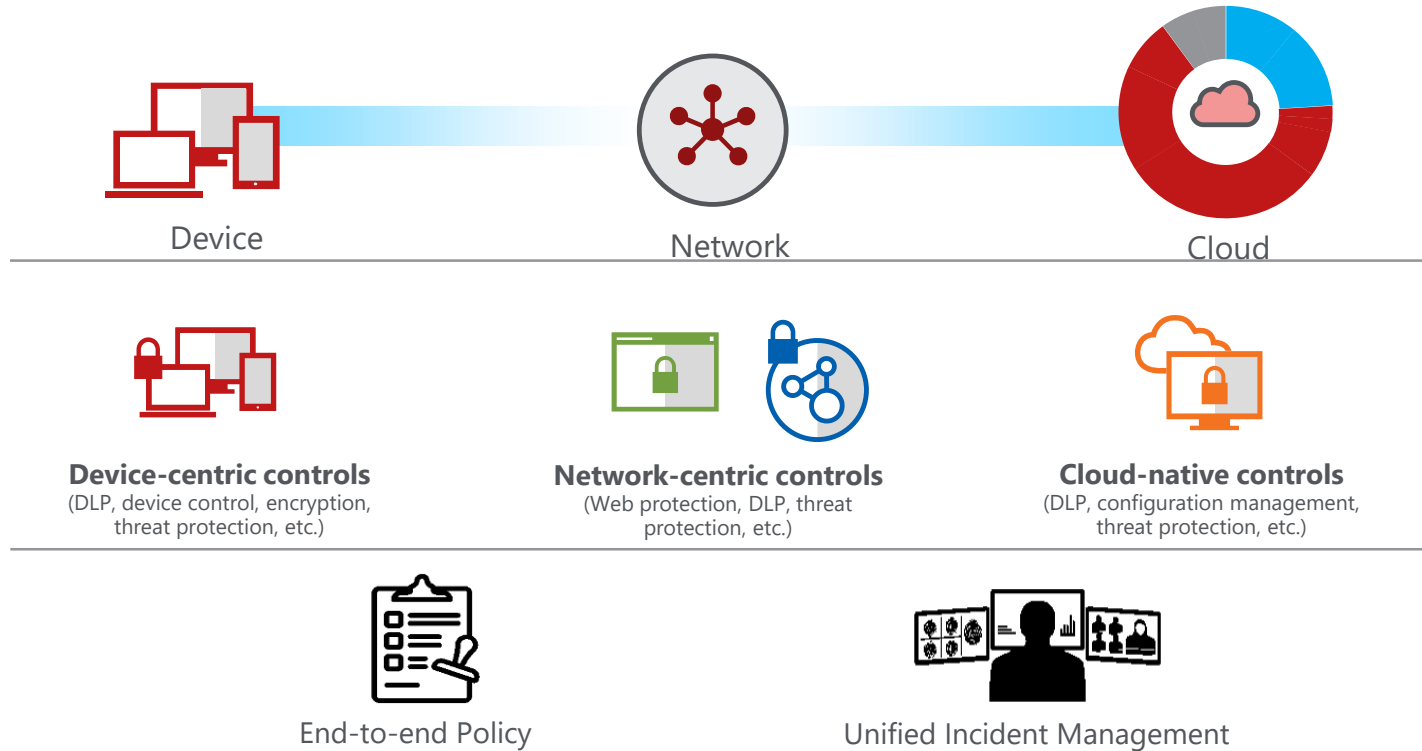 Device
Network
Cloud
Device-centric controls
(DLP, device control, encryption,
threat protection, etc.)
Network-centric controls
(Web protection, DLP, threat
protection, etc.)
Cloud-native controls
(DLP, configuration management,
threat protection, etc.)
End-to-end Policy
Unified Incident Management